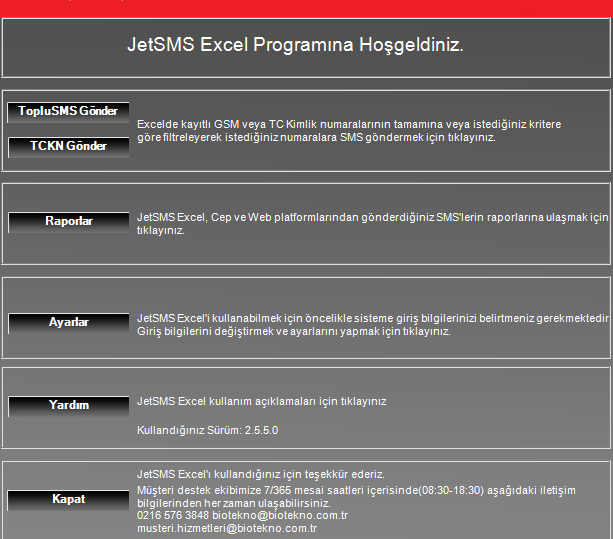 JetSMS Excel Programına Hoşgeldiniz.
TopluSMS Gönder
TCKN Gönder
Excelde kayıtlı GSM veya TC Kimlik numaralarının tamamına veya istediğiniz kritere
göre filtreleyerek istediğiniz numaralara SMS göndermek için tıklayınız.
Raporlar
JetSMS Excel, Cep ve Web platformlarından gönderdiğiniz SMS'lerin raporlarına ulaşmak için
tıklayınız.
Ayarlar
JetSMS Excel'i kullanabilmek için öncelikle sisteme giriş bilgilerinizi belirtmeniz gerekmektedir
Giriş bilgilerini değiştirmek ve ayarlarını yapmak için tıklayınız.
Yardım
JetSMS Excel kullanım açıklamaları için tıklayınız
Kullandığınız Sürüm: 2.5.5.0
Kapat
JetSMS Excel'ı kullandığınız için teşekkür ederiz.
Müşteri destek ekibimize 7/365 mesai saatleri içerisinde(08:30-18:30) aşağıdaki iletişim
bilgilerinden her zaman ulaşabilirsiniz.
0216 576 3848 biotekno@biotekno.com.tr
musteri.hizmetleri@biotekno.com.tr